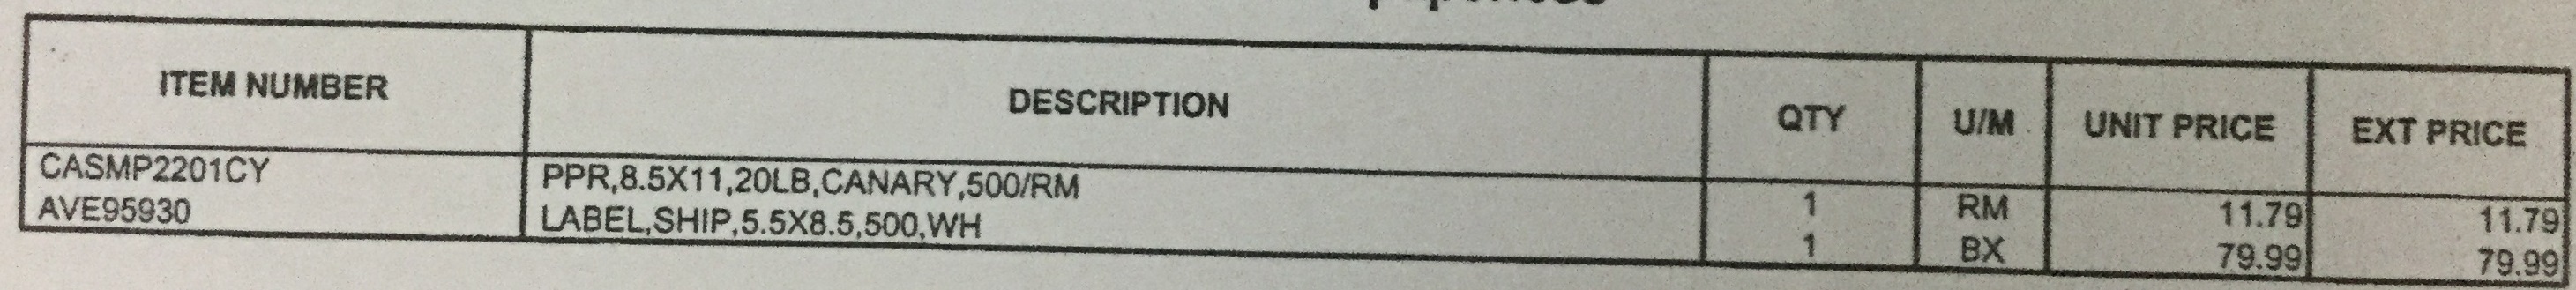 ITEM NUMBER DESCRIPTION QTY U/M UNIT PRICE EXT PRICE
CASMP2201CY PPR,8.5X11,20LB,CANARY,500/RM 1 RM 11.79 11.79
AVE95930 LABEL,SHIP,5.5X8.5,500,WH 1 BX 79.99 79.99